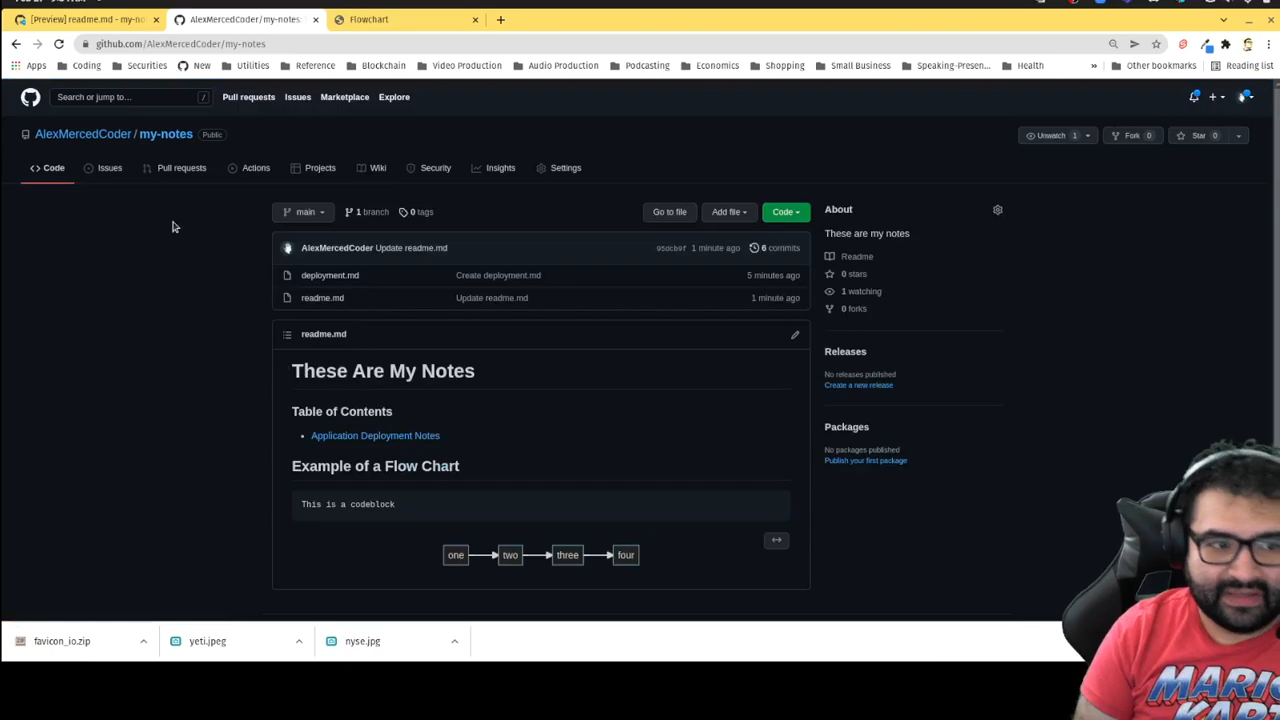 [Preview] readme.md - my-no
AlexMercedCoder/my-notes:
Flowchart
github.com/AlexMercedCoder/my-notes
Apps
Coding
Securities
New
Utilities
Reference
Blockchain
Video Production
Audio Production
Podcasting
Economics
Shopping
Small Business
Speaking-Presen...
Health
»
Other bookmarks
Reading list
Search or jump to...
/
Pull requests
Issues
Marketplace
Explore
AlexMercedCoder / my-notes
Public
Unwatch 1
Fork 0
Star 0
<> Code
Issues
Pull requests
Actions
Projects
Wiki
Security
Insights
Settings
main
1 branch
0 tags
Go to file
Add file
Code
AlexMercedCoder Update readme.md
1 minute ago
6 commits
deployment.md
Create deployment.md
5 minutes ago
readme.md
Update readme.md
1 minute ago
readme.md
These Are My Notes
Table of Contents
• Application Deployment Notes
Example of a Flow Chart
This is a codeblock
one
two
three
four
About
These are my notes
Readme
0 stars
1 watching
0 forks
Releases
No releases published
Create a new release
Packages
No packages published
Publish your first package
favicon_io.zip
yeti.jpeg
nyse.jpg
MARIO
KART